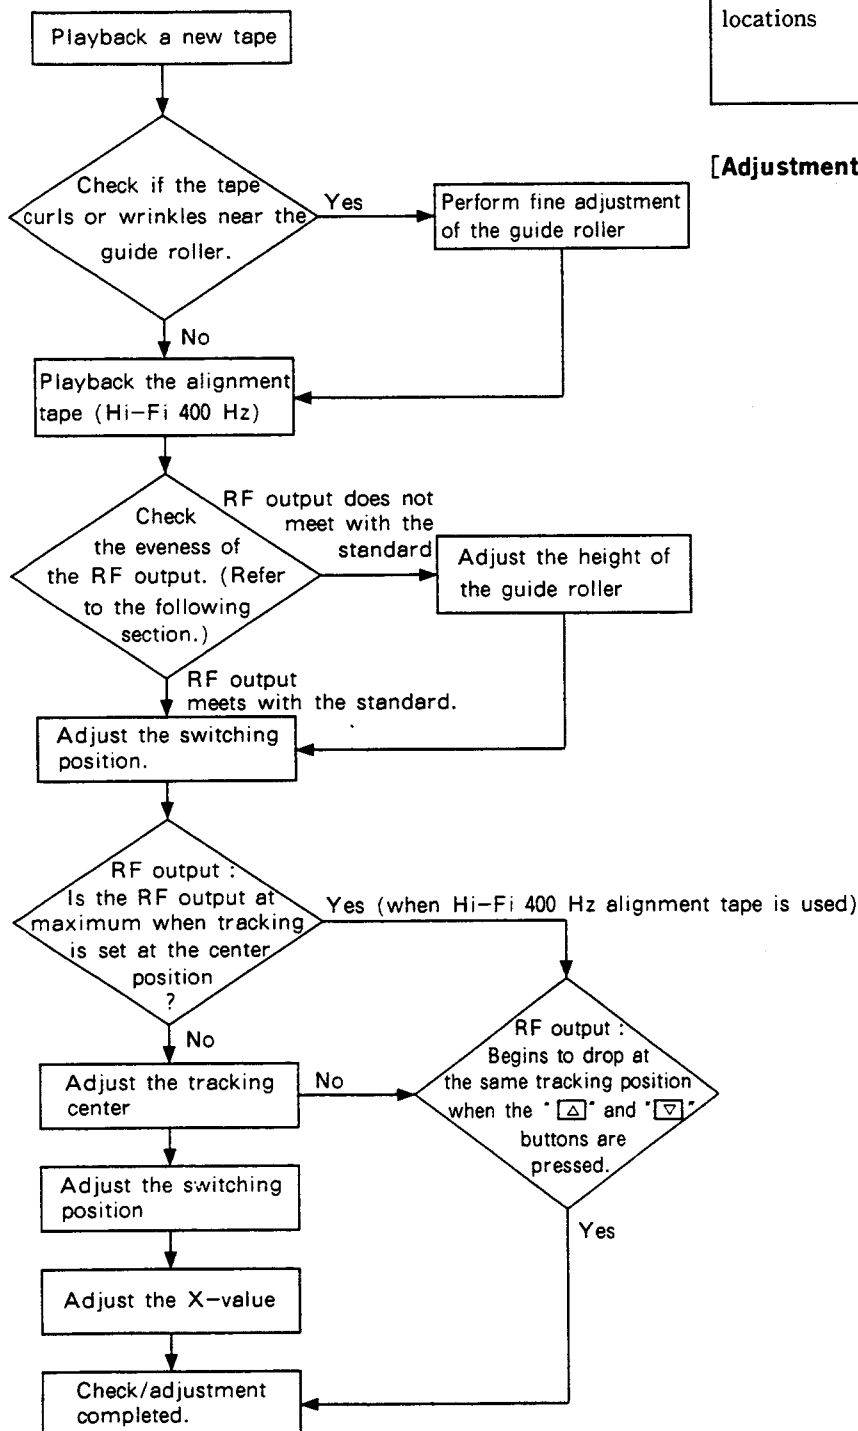 locations
[Adjustment
Playback a new tape
Check if the tape
curls or wrinkles near the
guide roller.
Yes
Perform fine adjustment
of the guide roller
No
Playback the alignment
tape (Hi-Fi 400 Hz)
Check
the eveness of
the RF output. (Refer
to the following
section.)
RF output does not
meet with the
standard
Adjust the height of
the guide roller
RF output
meets with the standard.
Adjust the switching
position.
RF output :
Is the RF output at
maximum when tracking
is set at the center
position
?
Yes (when Hi-Fi 400 Hz alignment tape is used)
No
RF output :
Begins to drop at
the same tracking position
when the "△" and "▽"
buttons are
pressed.
Adjust the tracking
center
No
Adjust the switching
position
Yes
Adjust the X-value
Check/adjustment
completed.